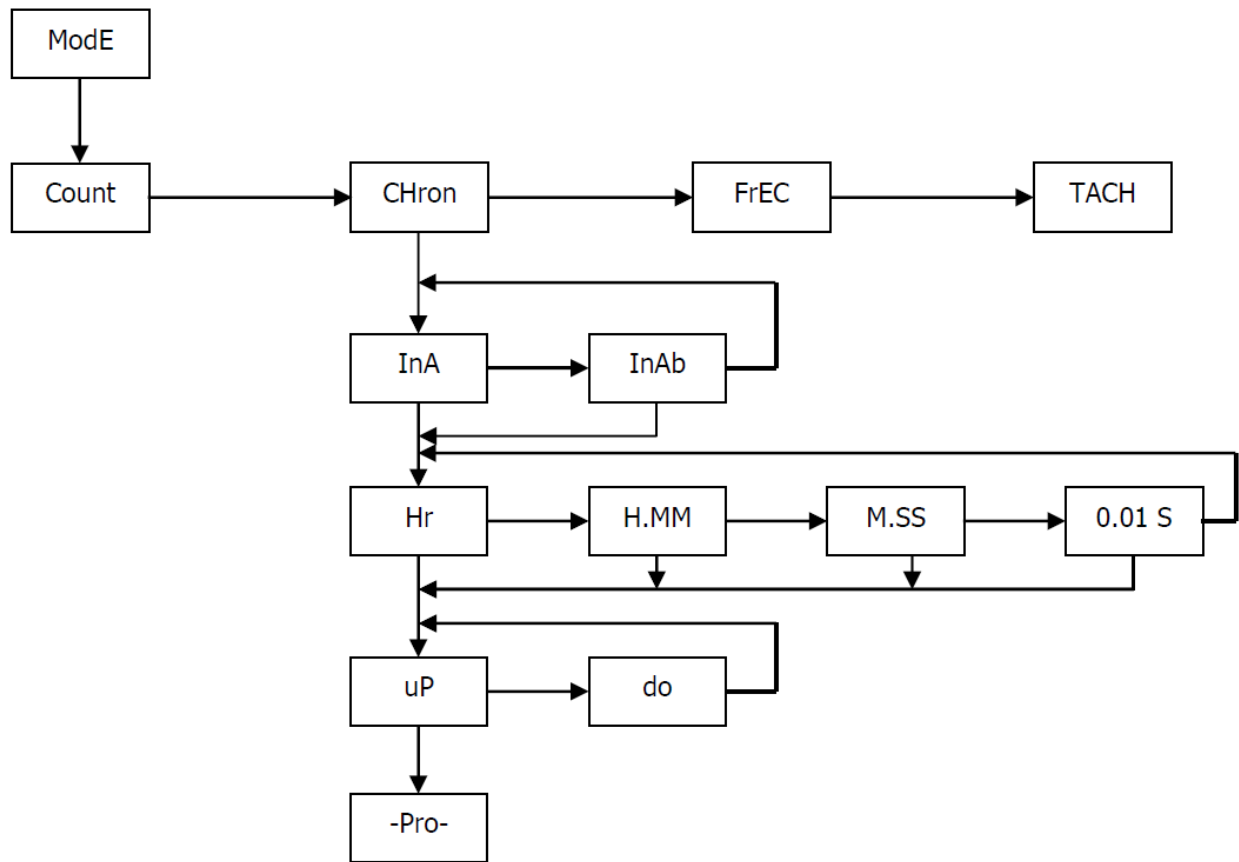 ModE
Count
CHron
FrEC
TACH
InA
InAb
Hr
H.MM
M.SS
0.01 S
uP
do
-Pro-